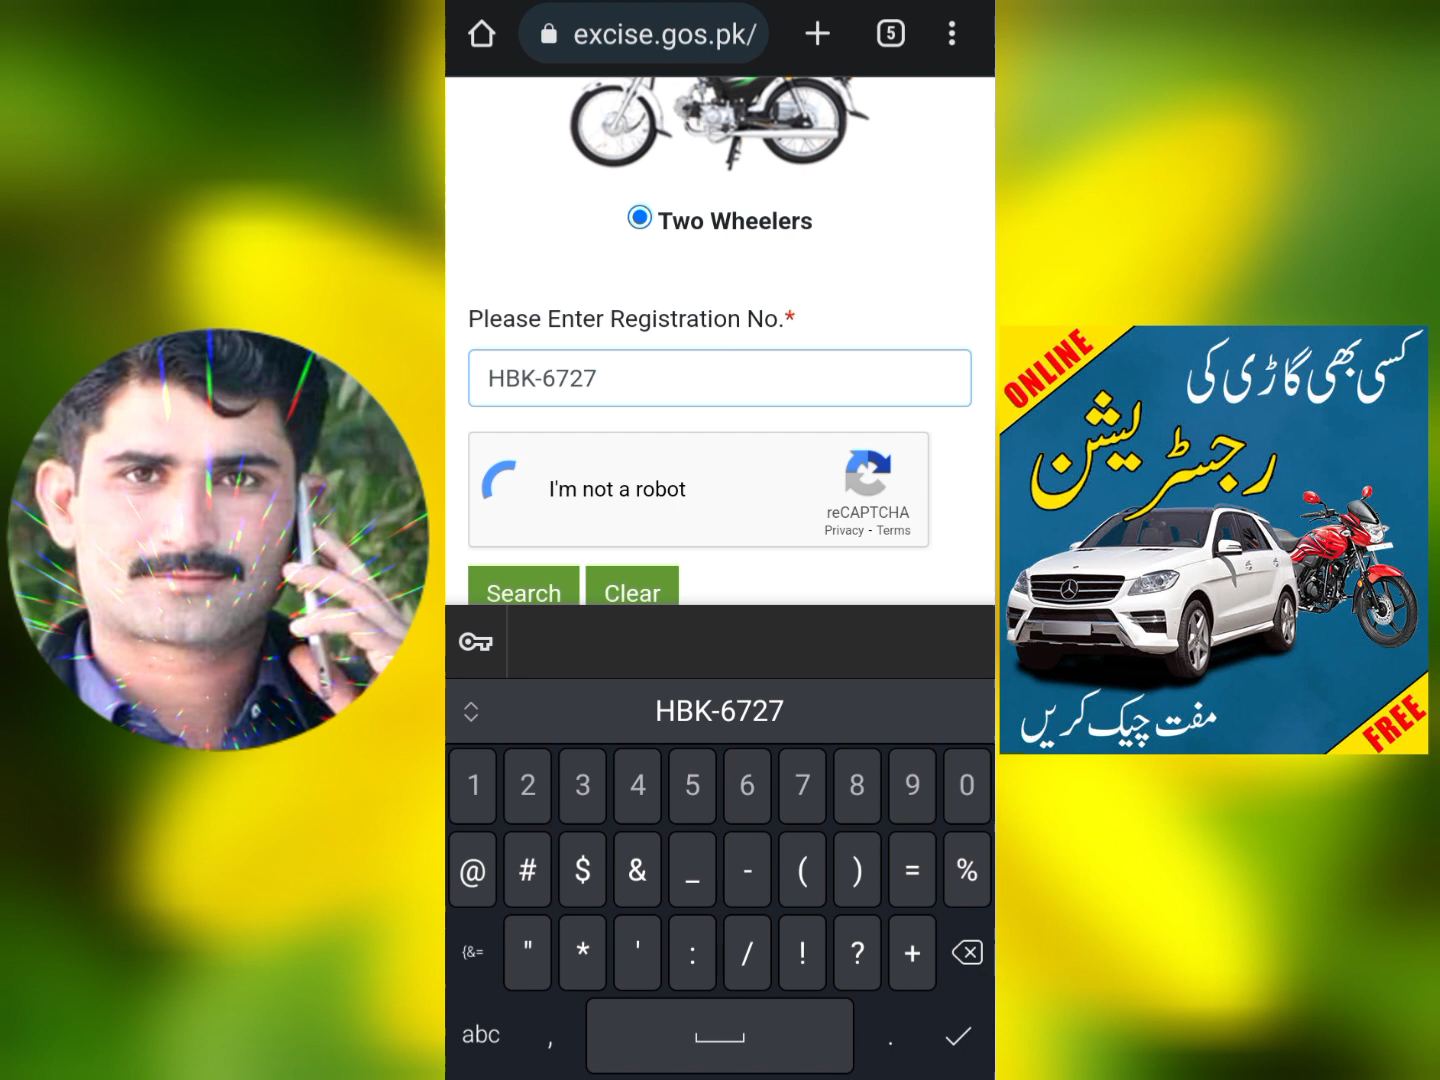 excise.gos.pk/
5
Two Wheelers
Please Enter Registration No.*
HBK-6727
I'm not a robot
reCAPTCHA
Privacy - Terms
Search Clear
HBK-6727
1 2 3 4 5 6 7 8 9 0
@ # $ & _ - ( ) = %
{&= " * ' : / ! ? +
abc , .
ONLINE
کسی بھی گاڑی کی
رجسٹریشن
مفت چیک کریں
FREE